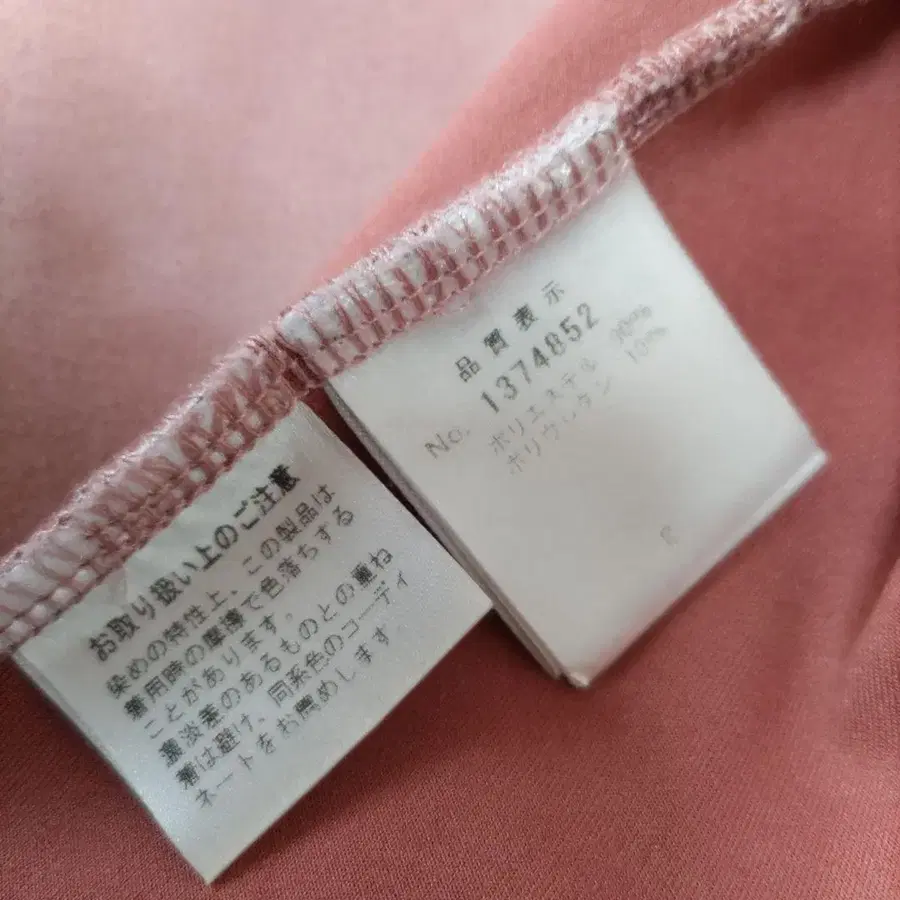 お取り扱い上のご注意
染めの特性上、この製品は
着用時の摩擦で色落ちする
ことがあります。
濃淡差のあるものとの重ね
着は避け、同系色のコーディ
ネートをお薦めします。
品質表示
No. 1374852
ポリエステル 90%
ポリウレタン 10%